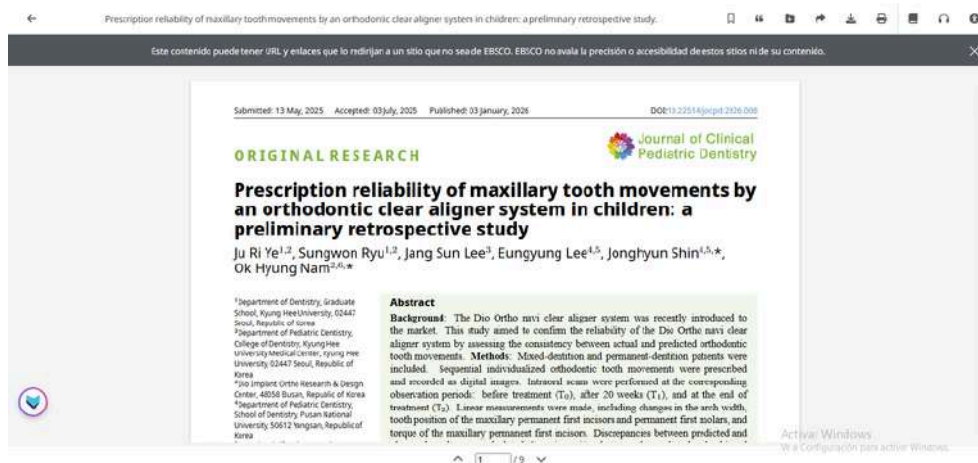 Prescription reliability of maxillary tooth movements by an orthodonic clear aligner system in children: a preliminary retrospective study.
Este contenido puede tener URL y enlaces que lo redirijan a un sitio que no sea de EBSCO. EBSCO no avala la precisión o accesibilidad de estos sitios ni de su contenido.
Submitted: 13 May, 2025 Accepted: 03 July, 2025 Published: 03 January, 2026 DOI:10.22514/jocpd.2026.008
ORIGINAL RESEARCH
Journal of Clinical
Pediatric Dentistry
Prescription reliability of maxillary tooth movements by
an orthodontic clear aligner system in children: a
preliminary retrospective study
Ju Ri Ye1,2, Sungwon Ryu1,2, Jang Sun Lee3, Eungyung Lee4,5, Jonghyun Shin4,5,*,
Ok Hyung Nam2,6,*
1Department of Dentistry, Graduate
School, Kyung Hee University, 02447
Seoul, Republic of Korea
2Department of Pediatric Dentistry,
College of Dentistry, Kyung Hee
University Medical Center, Kyung Hee
University, 02447 Seoul, Republic of
Korea
3Dio Implant Ortho Research & Design
Center, 48058 Busan, Republic of Korea
4Department of Pediatric Dentistry,
School of Dentistry, Pusan National
University, 50612 Yangsan, Republic of
Korea
Abstract
Background: The Dio Ortho navi clear aligner system was recently introduced to
the market. This study aimed to confirm the reliability of the Dio Ortho navi clear
aligner system by assessing the consistency between actual and predicted orthodontic
tooth movements. Methods: Mixed-dentition and permanent-dentition patients were
included. Sequential individualized orthodontic tooth movements were prescribed
and recorded as digital images. Intraoral scans were performed at the corresponding
observation periods: before treatment (T0), after 20 weeks (T1), and at the end of
treatment (T2). Linear measurements were made, including changes in the arch width,
tooth position of the maxillary permanent first incisors and permanent first molars, and
torque of the maxillary permanent first incisors. Discrepancies between predicted and
Activar Windows
Ve a Configuración para activar Windows.
1 / 9